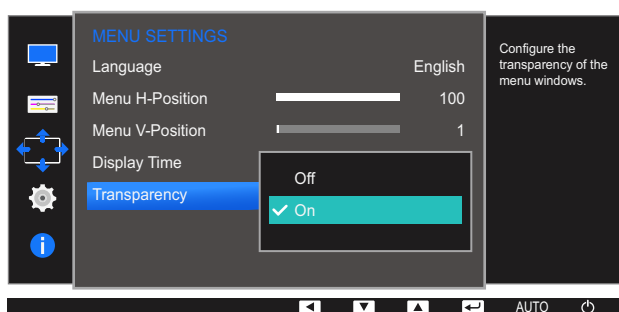 MENU SETTINGS
Language English
Menu H-Position 100
Menu V-Position 1
Display Time
Transparency
Off
On
Configure the
transparency of the
menu windows.
AUTO